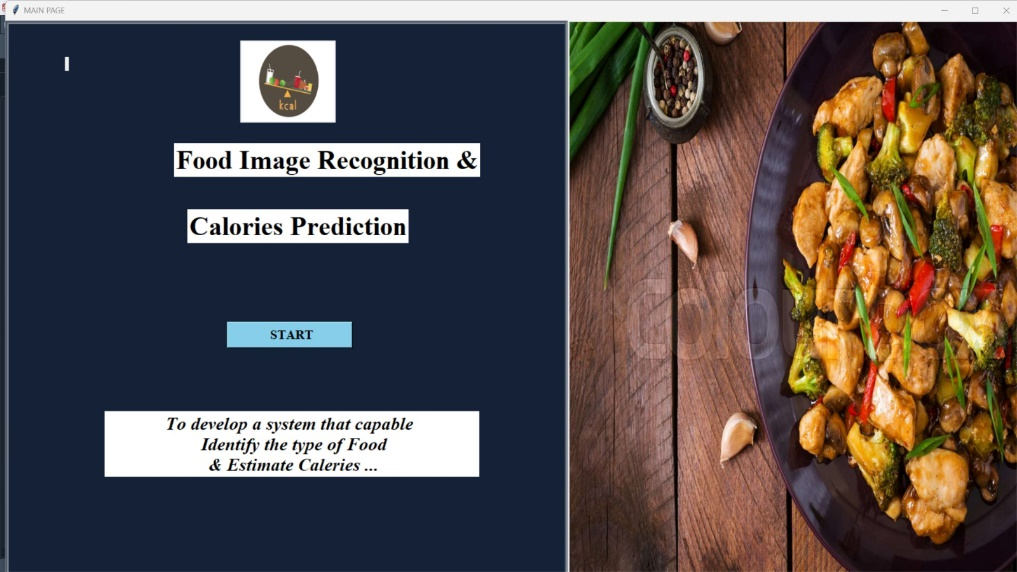 MAIN PAGE
kcal
Food Image Recognition &
Calories Prediction
START
To develop a system that capable
Identify the type of Food
& Estimate Caleries ...